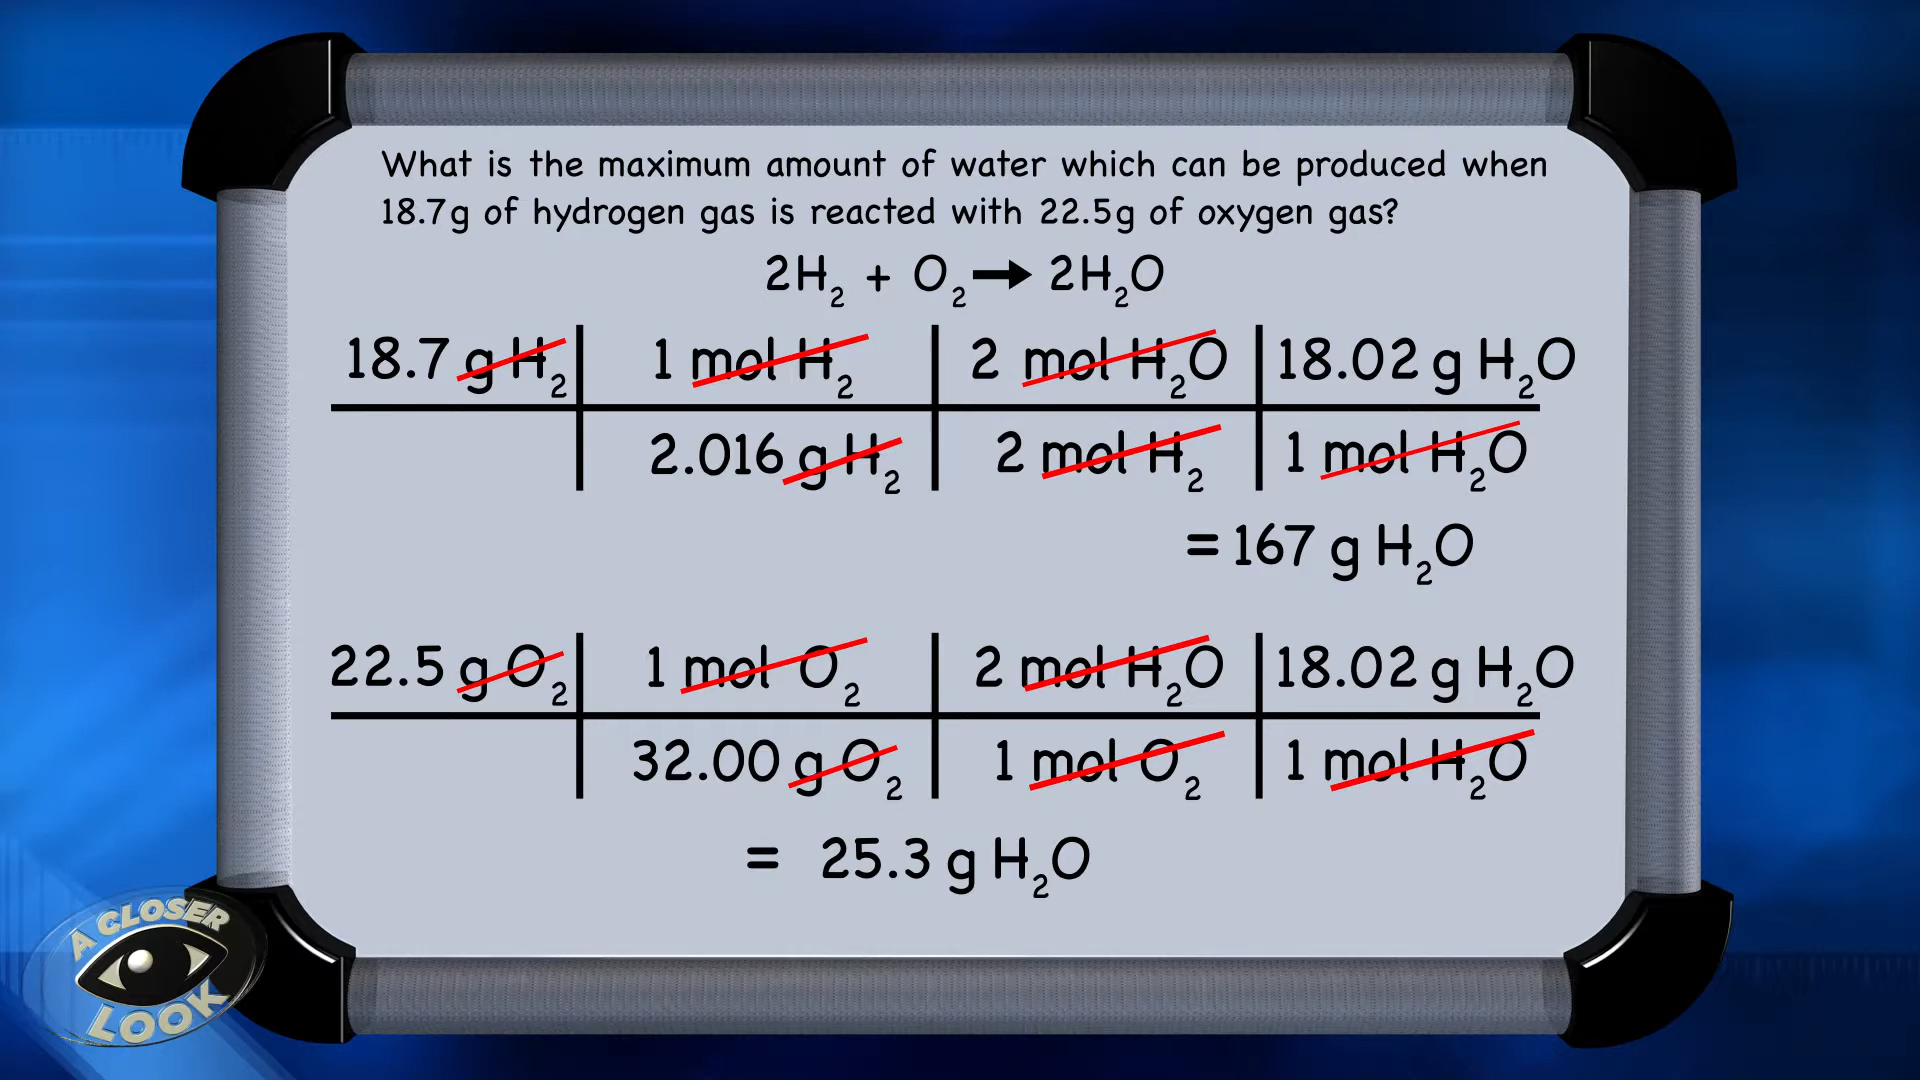 What is the maximum amount of water which can be produced when
18.7g of hydrogen gas is reacted with 22.5g of oxygen gas?
2H₂ + O₂ → 2H₂O
18.7 g H₂ 1 mol H₂ 2 mol H₂O 18.02 g H₂O
2.016 g H₂ 2 mol H₂ 1 mol H₂O
= 167 g H₂O
22.5 g O₂ 1 mol O₂ 2 mol H₂O 18.02 g H₂O
32.00 g O₂ 1 mol O₂ 1 mol H₂O
= 25.3 g H₂O
A CLOSER
LOOK